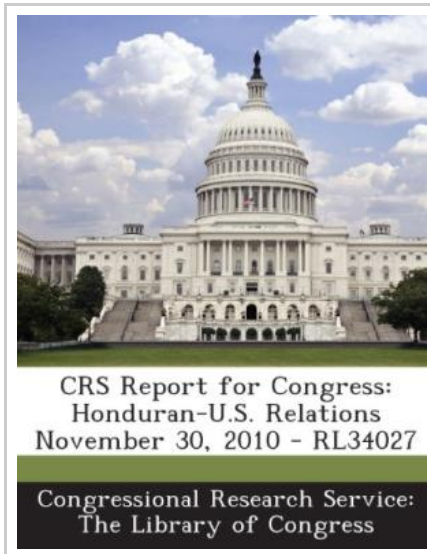 CRS Report for Congress:
Honduran-U.S. Relations
November 30, 2010 - RL34027
Congressional Research Service:
The Library of Congress